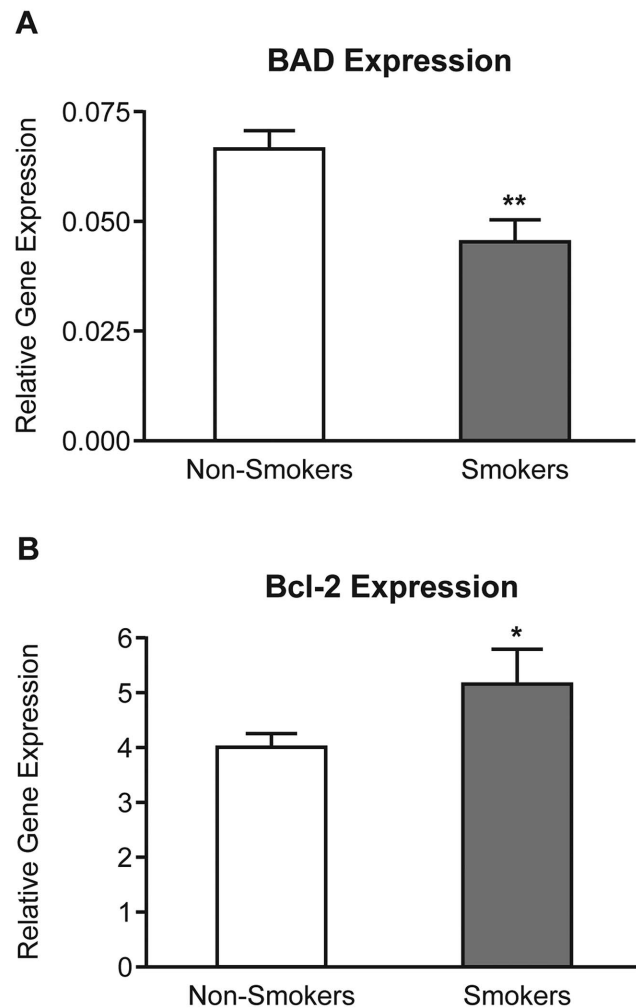 A
BAD Expression
Relative Gene Expression
0.075
0.050
0.025
0.000
**
Non-Smokers
Smokers
B
Bcl-2 Expression
Relative Gene Expression
6
5
4
3
2
1
0
*
Non-Smokers
Smokers